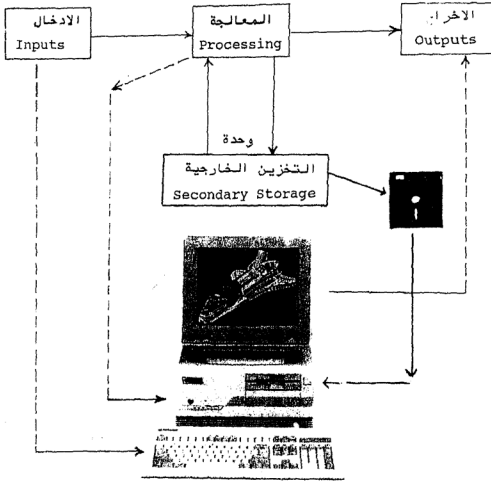 الادخال
Inputs
المعالجة
Processing
الاخراج
Outputs
وحدة
التخزين الخارجية
Secondary Storage